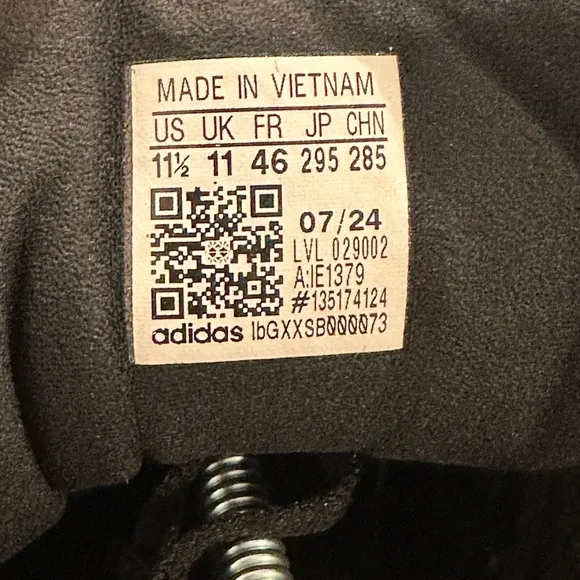 MADE IN VIETNAM
US UK FR JP CHN
11½ 11 46 295 285
07/24
LVL 029002
A:IE1379
#135174124
adidas IbGXXSB000073